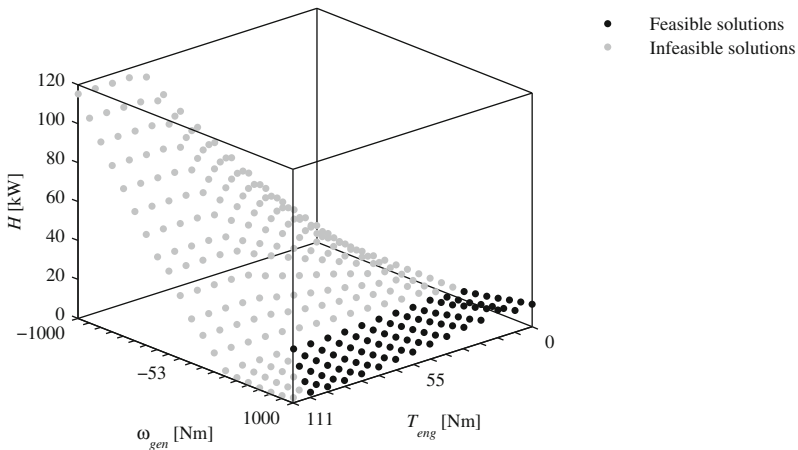 Feasible solutions
Infeasible solutions
120
100
80
60
40
20
0
H [kW]
−1000
−53
1000
ω_gen [Nm]
111
55
0
T_eng [Nm]